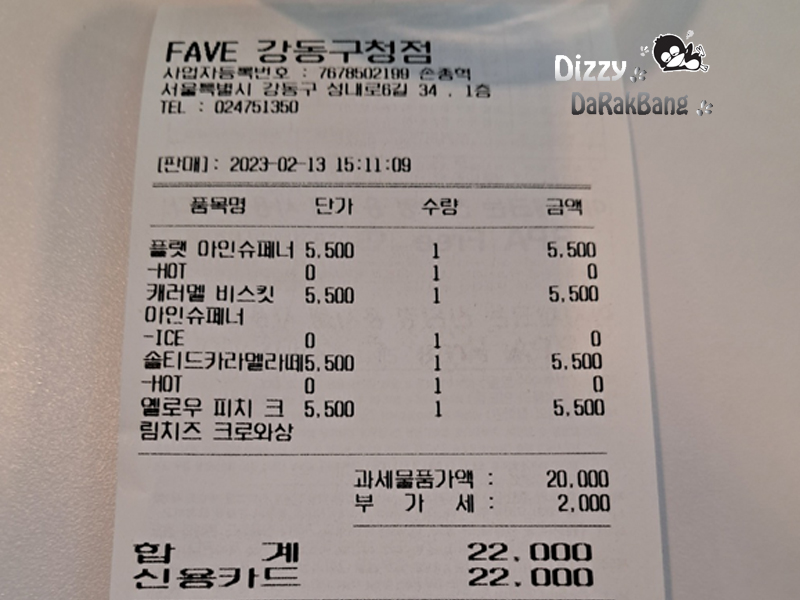 FAVE 강동구청점
사업자등록번호 : 7678502199 손총혁
서울특별시 강동구 성내로6길 34 , 1층
TEL : 024751350
[판매]: 2023-02-13 15:11:09
품목명 단가 수량 금액
플랫 아인슈페너 5,500 1 5,500
-HOT 0 1 0
캐러멜 비스킷 5,500 1 5,500
아인슈페너
-ICE 0 1 0
솔티드카라멜라떼5,500 1 5,500
-HOT 0 1 0
옐로우 피치 크 5,500 1 5,500
림치즈 크로와상
과세물품가액 : 20,000
부 가 세 : 2,000
합 계 22,000
신용카드 22,000
Dizzy
DaRakBang